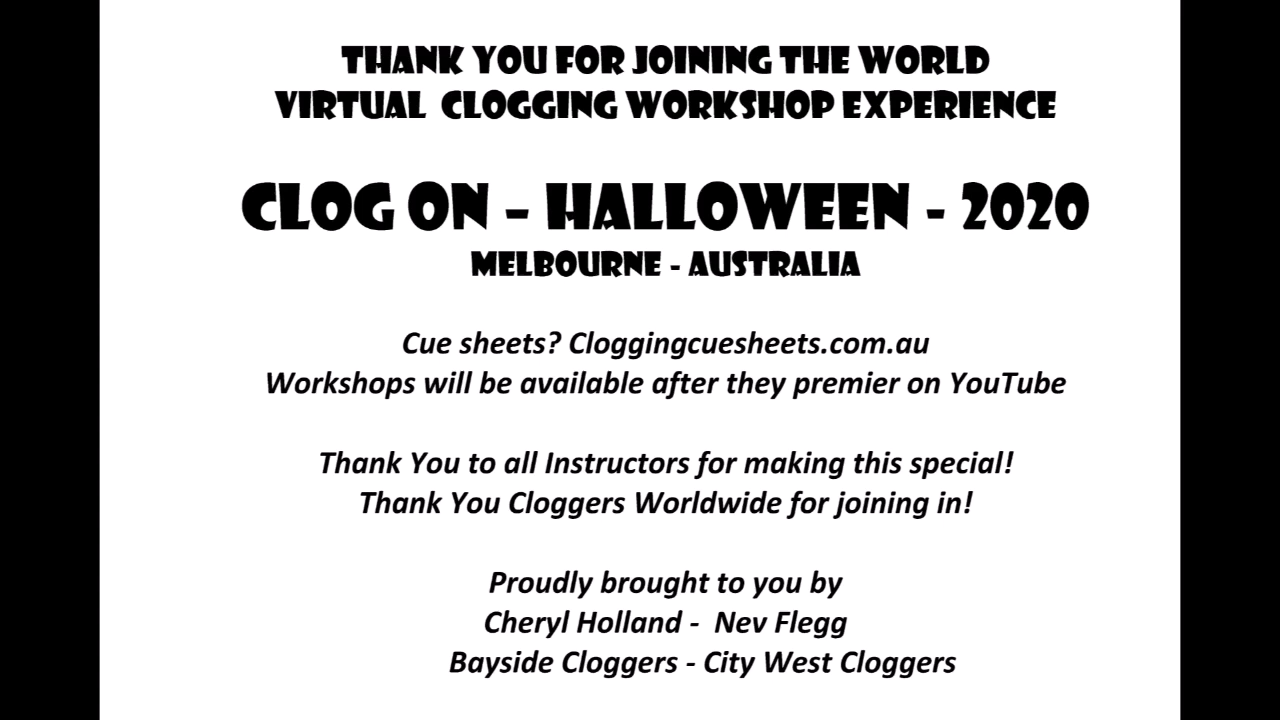 THANK YOU FOR JOINING THE WORLD
VIRTUAL CLOGGING WORKSHOP EXPERIENCE
CLOG ON – HALLOWEEN - 2020
MELBOURNE - AUSTRALIA
Cue sheets? Cloggingcuesheets.com.au
Workshops will be available after they premier on YouTube
Thank You to all Instructors for making this special!
Thank You Cloggers Worldwide for joining in!
Proudly brought to you by
Cheryl Holland - Nev Flegg
Bayside Cloggers - City West Cloggers